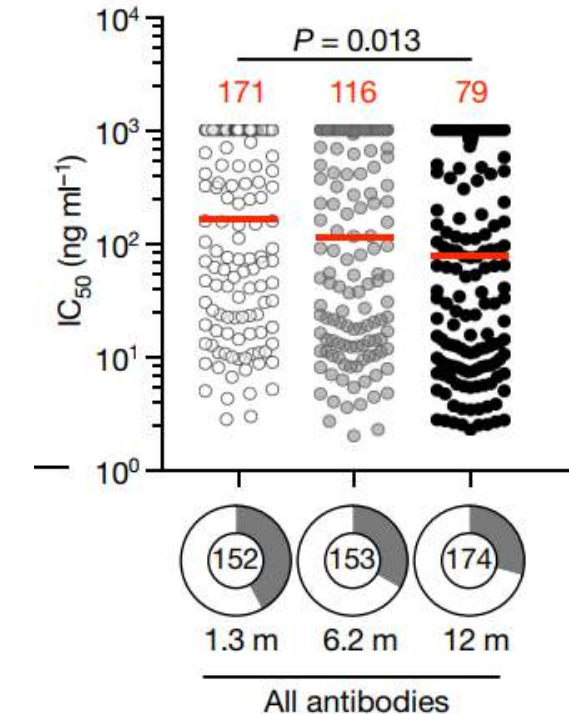 10⁴
P = 0.013
171 116 79
10³
IC₅₀ (ng ml⁻¹)
10²
10¹
10⁰
152 153 174
1.3 m 6.2 m 12 m
All antibodies